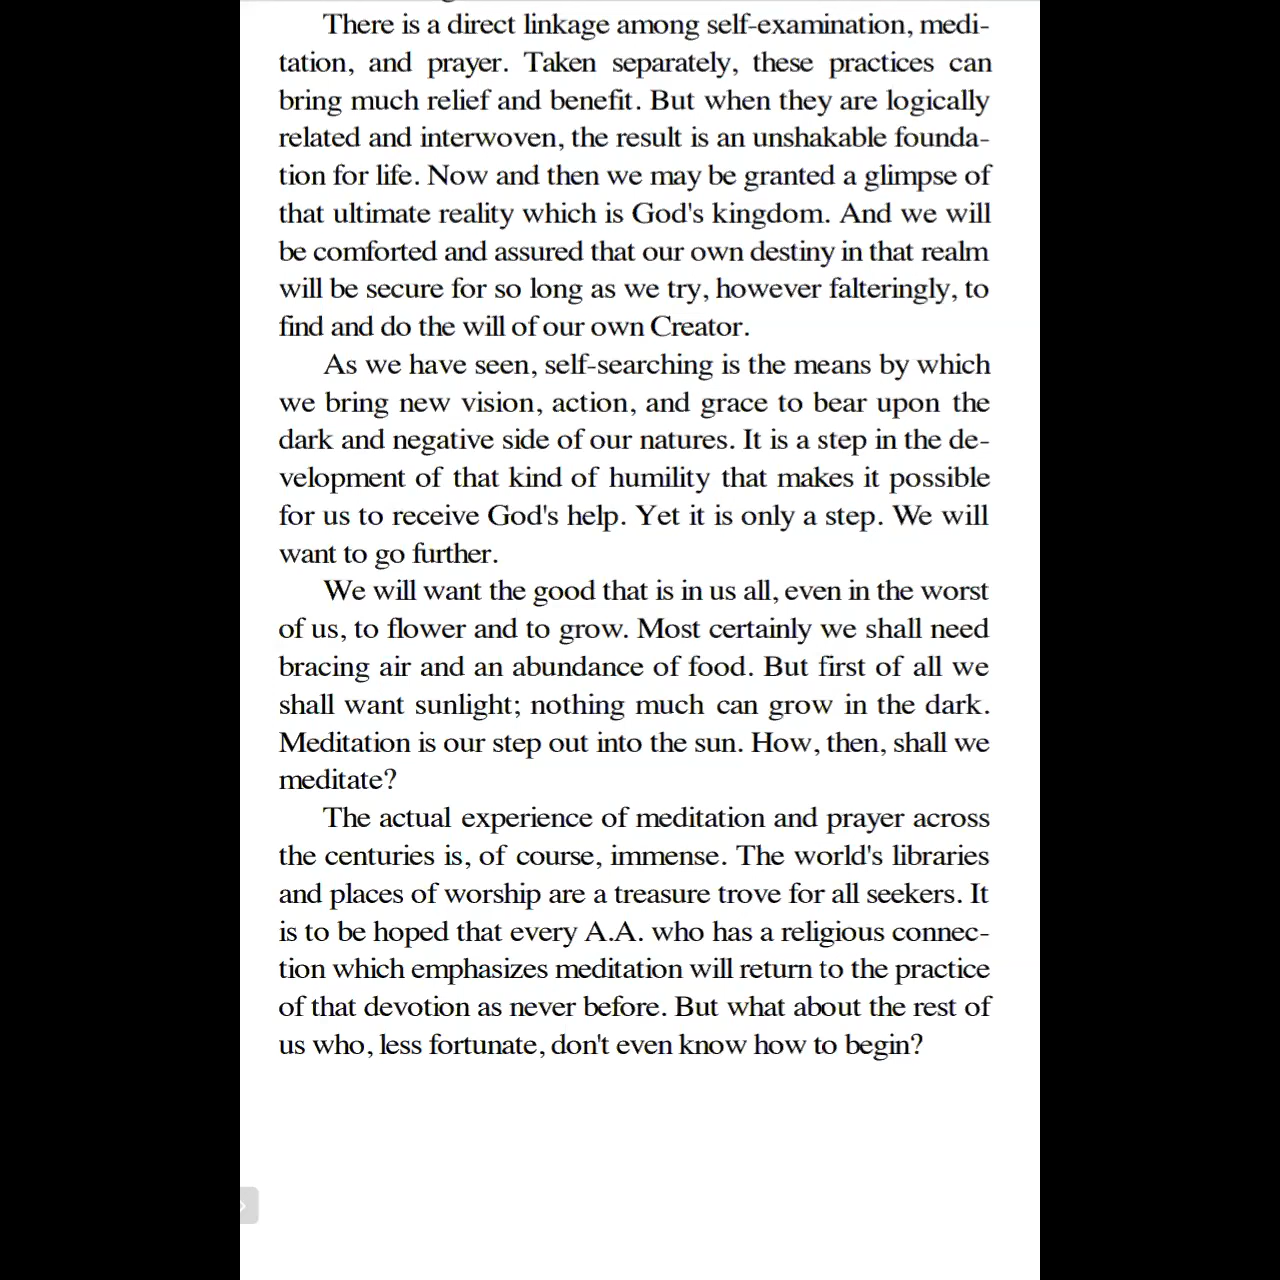 There is a direct linkage among self-examination, medi-
tation, and prayer. Taken separately, these practices can
bring much relief and benefit. But when they are logically
related and interwoven, the result is an unshakable founda-
tion for life. Now and then we may be granted a glimpse of
that ultimate reality which is God's kingdom. And we will
be comforted and assured that our own destiny in that realm
will be secure for so long as we try, however falteringly, to
find and do the will of our own Creator.
As we have seen, self-searching is the means by which
we bring new vision, action, and grace to bear upon the
dark and negative side of our natures. It is a step in the de-
velopment of that kind of humility that makes it possible
for us to receive God's help. Yet it is only a step. We will
want to go further.
We will want the good that is in us all, even in the worst
of us, to flower and to grow. Most certainly we shall need
bracing air and an abundance of food. But first of all we
shall want sunlight; nothing much can grow in the dark.
Meditation is our step out into the sun. How, then, shall we
meditate?
The actual experience of meditation and prayer across
the centuries is, of course, immense. The world's libraries
and places of worship are a treasure trove for all seekers. It
is to be hoped that every A.A. who has a religious connec-
tion which emphasizes meditation will return to the practice
of that devotion as never before. But what about the rest of
us who, less fortunate, don't even know how to begin?